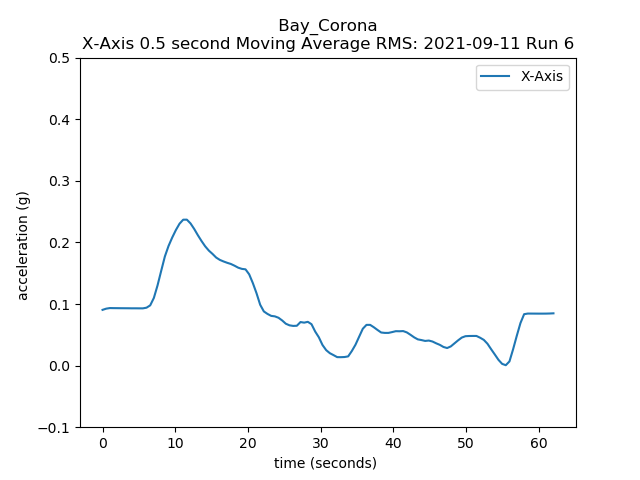 Bay_Corona
X-Axis 0.5 second Moving Average RMS: 2021-09-11 Run 6
X-Axis
0.5
0.4
0.3
0.2
0.1
0.0
−0.1
acceleration (g)
0 10 20 30 40 50 60
time (seconds)